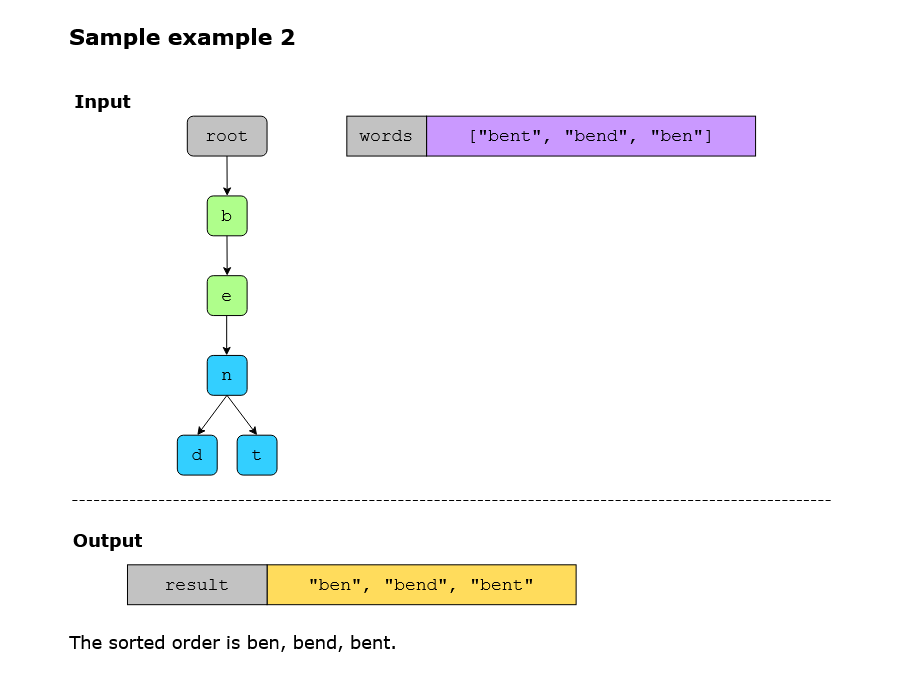 Sample example 2
Input
root
words ["bent", "bend", "ben"]
b
e
n
d t
Output
result "ben", "bend", "bent"
The sorted order is ben, bend, bent.